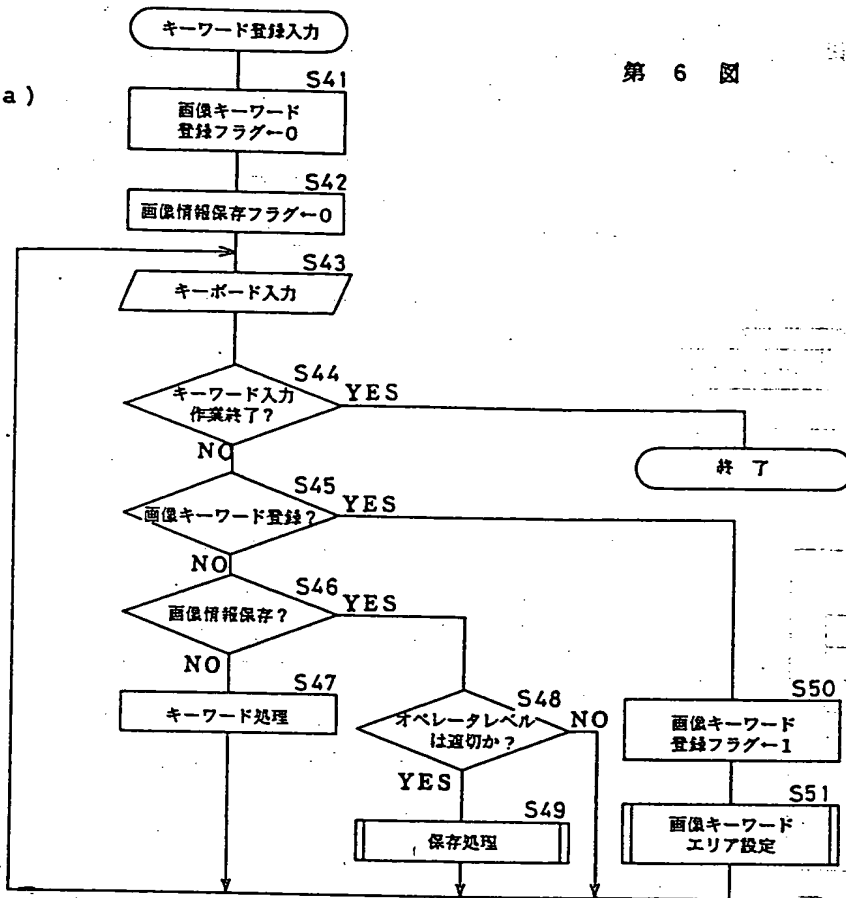 キーワード登録入力
第 6 図
a)
S41
画像キーワード
登録フラグ←0
S42
画像情報保存フラグ←0
S43
キーボード入力
S44
キーワード入力
作業終了?
YES
NO
終 了
S45
画像キーワード登録?
YES
NO
S46
画像情報保存?
YES
NO
S47
キーワード処理
S48
オペレータレベル
は適切か?
NO
YES
S49
保存処理
S50
画像キーワード
登録フラグ←1
S51
画像キーワード
エリア設定